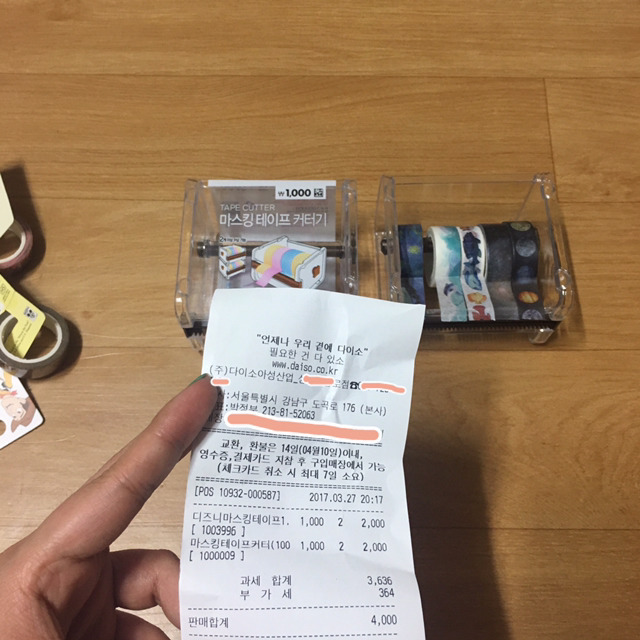 ₩1,000
TAPE CUTTER
마스킹 테이프 커터기
"언제나 우리 곁에 다이소"
필요한 건 다 있소
www.daiso.co.kr
(주)다이소아성산업_
:서울특별시 강남구 도곡로 176 (본사)
:박정부 213-81-52063
교환, 환불은 14일(04월10일)이내,
영수증,결제카드 지참 후 구입매장에서 가능
(체크카드 취소 시 최대 7일 소요)
[POS 10932-000587] 2017.03.27 20:17
디즈니마스킹테이프1. 1,000 2 2,000
[ 1003996 ]
마스킹테이프커터(100 1,000 2 2,000
[ 1000009 ]
과세 합계 3,636
부 가 세 364
판매합계 4,000